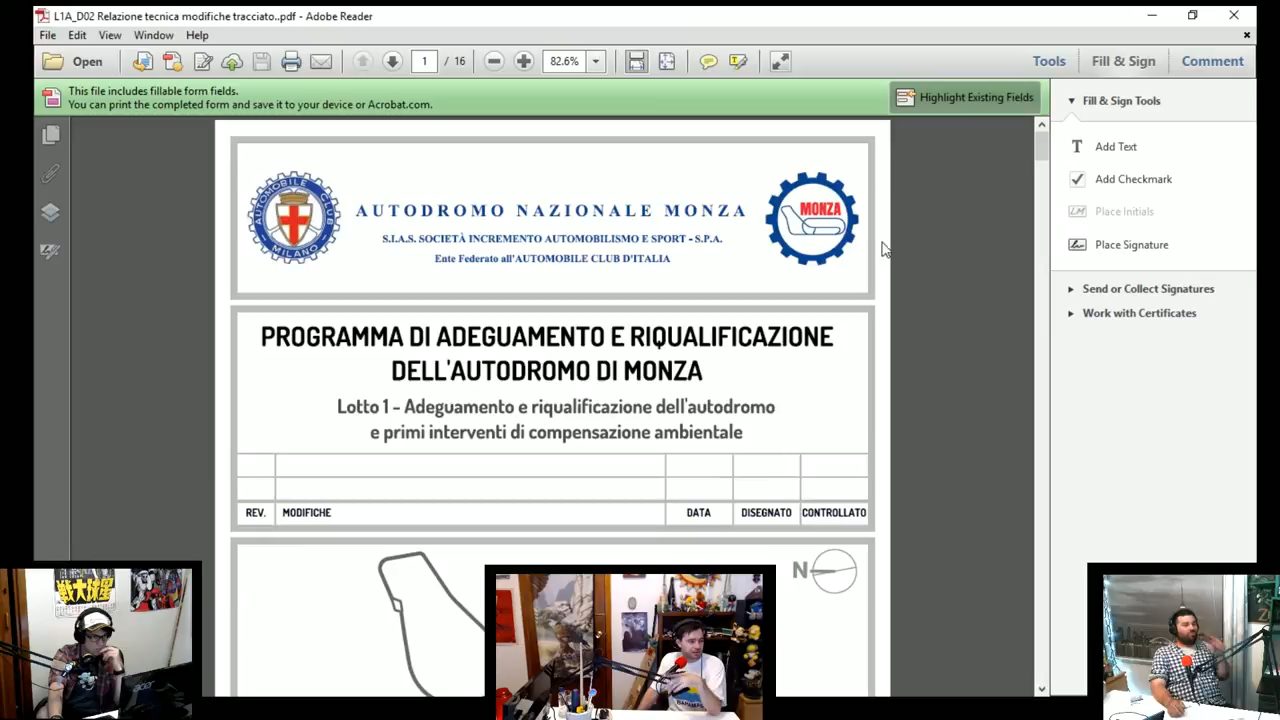 L1A_D02 Relazione tecnica modifiche tracciato..pdf - Adobe Reader
File Edit View Window Help
Open 1 / 16 82.6% Tools Fill & Sign Comment
This file includes fillable form fields.
You can print the completed form and save it to your device or Acrobat.com.
Highlight Existing Fields
Fill & Sign Tools
T Add Text
Add Checkmark
Place Initials
Place Signature
Send or Collect Signatures
Work with Certificates
AUTOMOBILE CLUB
MILANO
AUTODROMO NAZIONALE MONZA
S.I.A.S. SOCIETÀ INCREMENTO AUTOMOBILISMO E SPORT - S.P.A.
Ente Federato all'AUTOMOBILE CLUB D'ITALIA
MONZA
PROGRAMMA DI ADEGUAMENTO E RIQUALIFICAZIONE
DELL'AUTODROMO DI MONZA
Lotto 1 - Adeguamento e riqualificazione dell'autodromo
e primi interventi di compensazione ambientale
REV. MODIFICHE DATA DISEGNATO CONTROLLATO
N
acer